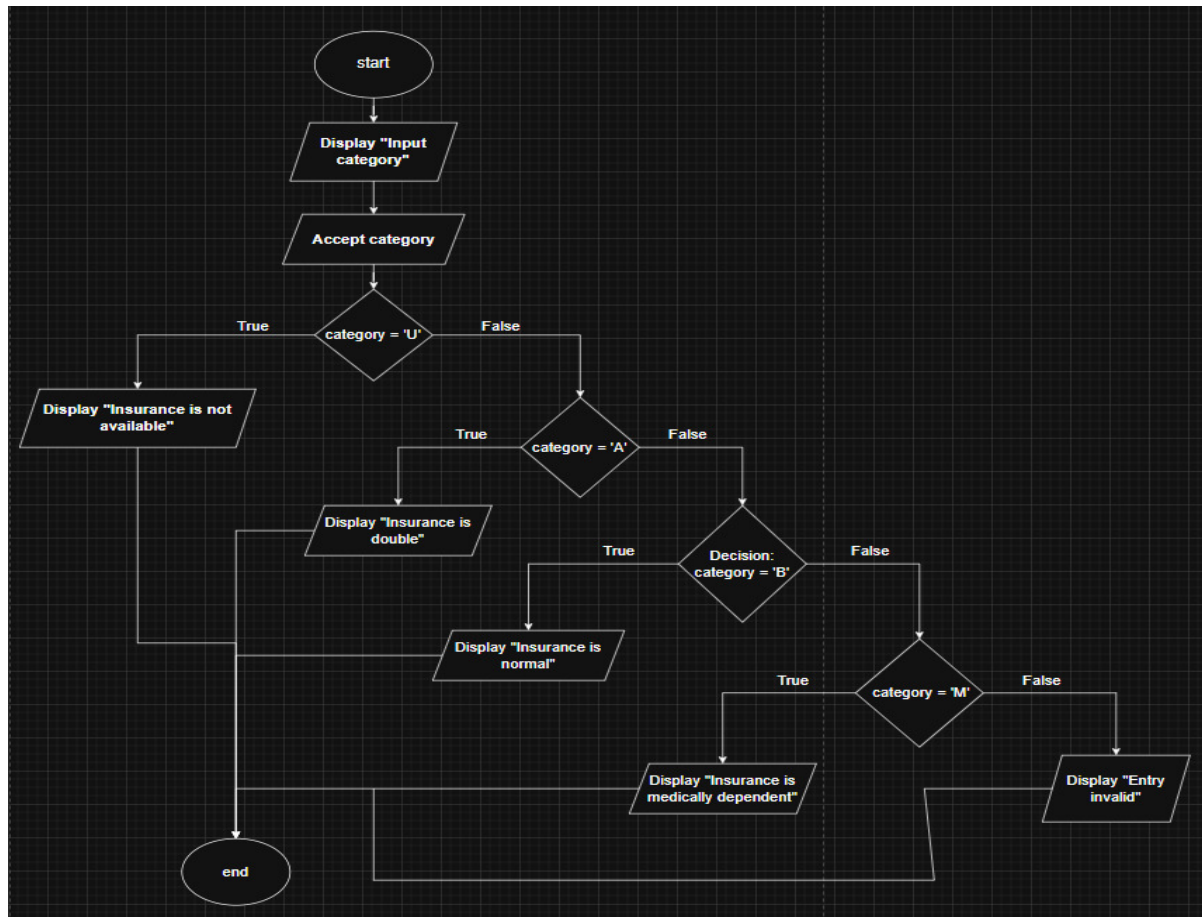 start
Display "Input
category"
Accept category
category = 'U'
True
False
Display "Insurance is not
available"
category = 'A'
True
False
Display "Insurance is
double"
Decision:
category = 'B'
True
False
Display "Insurance is
normal"
category = 'M'
True
False
Display "Insurance is
medically dependent"
Display "Entry
invalid"
end